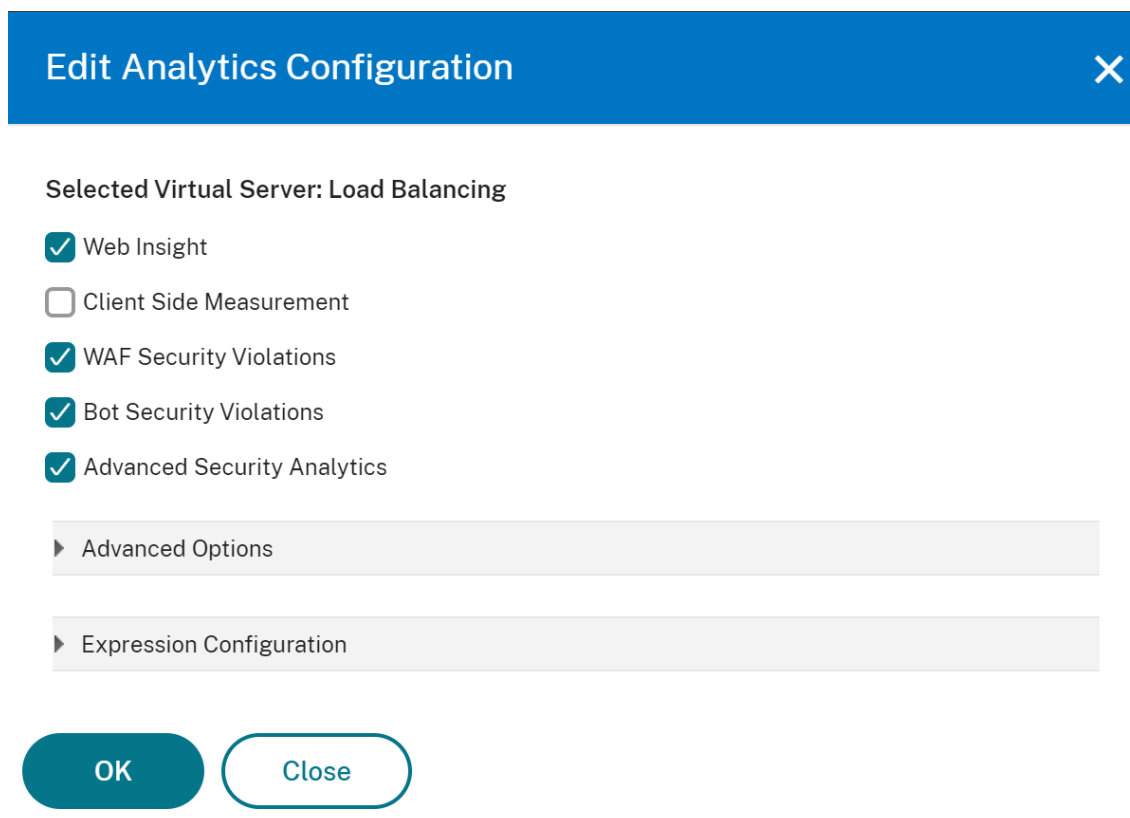 Edit Analytics Configuration
Selected Virtual Server: Load Balancing
Web Insight
Client Side Measurement
WAF Security Violations
Bot Security Violations
Advanced Security Analytics
Advanced Options
Expression Configuration
OK Close